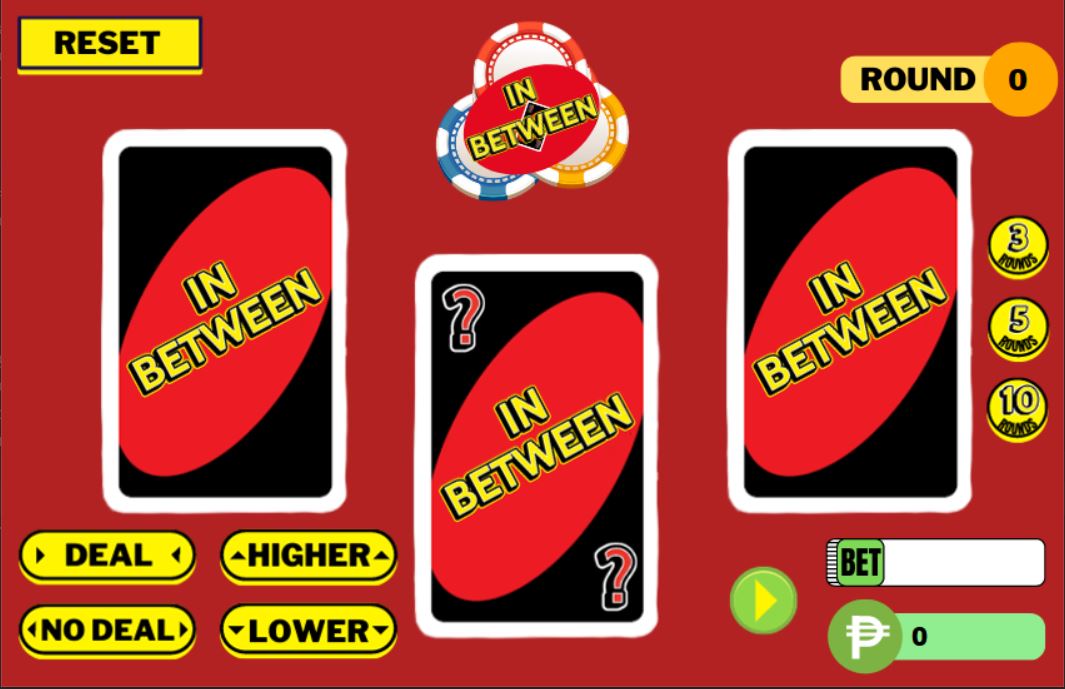 RESET
IN
BETWEEN
ROUND 0
IN
BETWEEN
?
IN
BETWEEN
?
IN
BETWEEN
3
ROUNDS
5
ROUNDS
10
ROUNDS
DEAL
HIGHER
NO DEAL
LOWER
BET
₱ 0